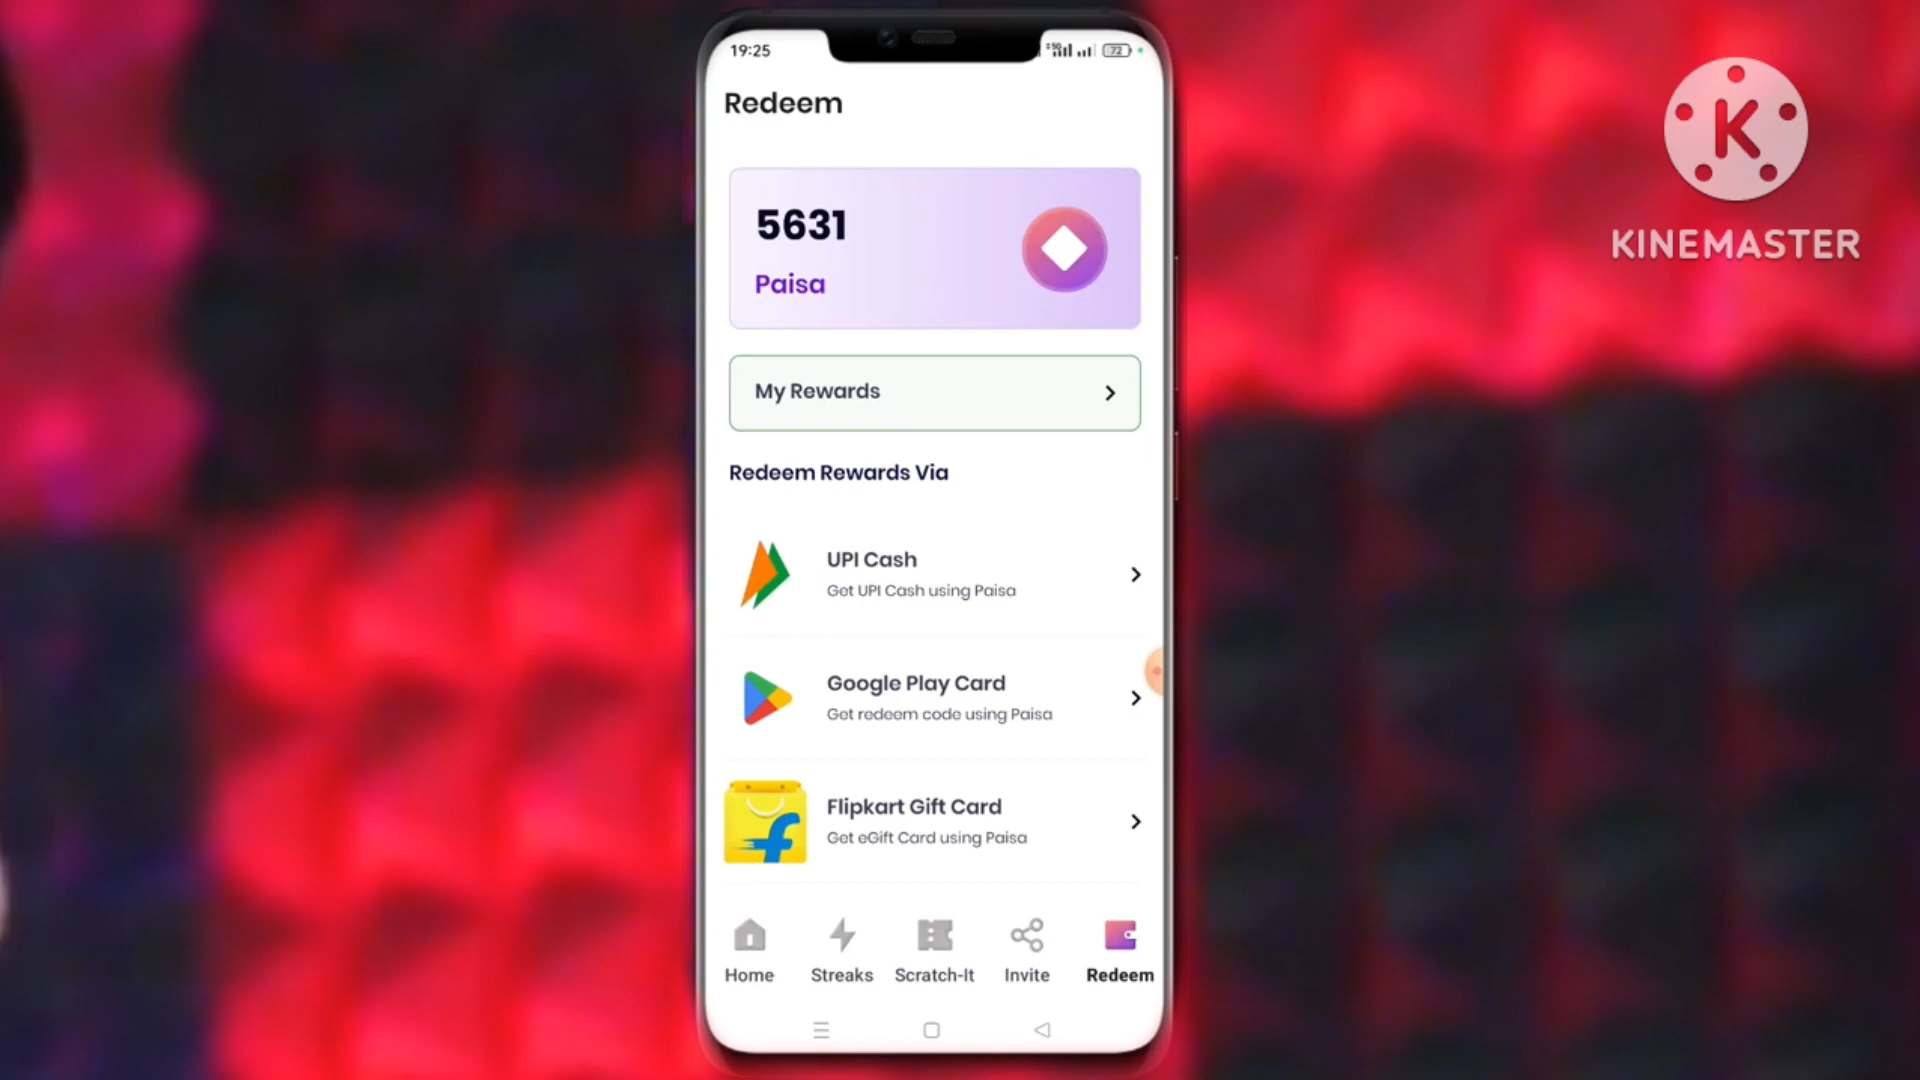 19:25
5G
72
Redeem
5631
Paisa
My Rewards
Redeem Rewards Via
UPI Cash
Get UPI Cash using Paisa
Google Play Card
Get redeem code using Paisa
Flipkart Gift Card
Get eGift Card using Paisa
Home
Streaks
Scratch-It
Invite
Redeem
K
KINEMASTER